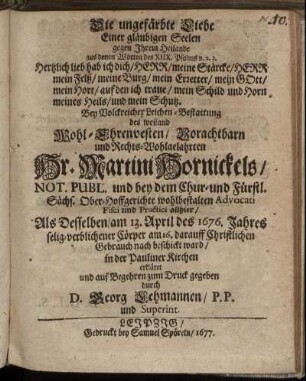 Die ungefärbte Liebe
Einer gläubigen Seelen
gegen Ihrem Heilande
aus denen Worten des XIIX. Psalms v. 2. 3.
Hertzlich lieb hab ich dich / HERR / meine Stärcke / HERR
mein Felß / meine Burg / mein Erretter / mein GOtt /
mein Hort / auf den ich traue / mein Schild und Horn
meines Heils / und mein Schutz.
Bey Volckreicher Leichen-Bestattung
des weiland
Wohl-Ehrenvesten / Vorachtbarn
und Rechts-Wohlgelahrten
Hr. Martini Hornickels /
NOT. PUBL. und bey dem Chur- und Fürstl.
Sächs. Ober-Hoffgerichte wohlbestalten Advocati
Fisci und Practici allhier /
Als Desselben / am 13. April des 1676. Jahres
selig-verblichener Cörper am 16. darauff Christlichen
Gebrauch nach beschickt ward /
in der Pauliner Kirchen
erkläret
und auf Begehren zum Druck gegeben
durch
D. Georg Lehmannen / P. P.
und Superint.
LEIPZIG /
Gedruckt bey Samuel Spöreln / 1677.